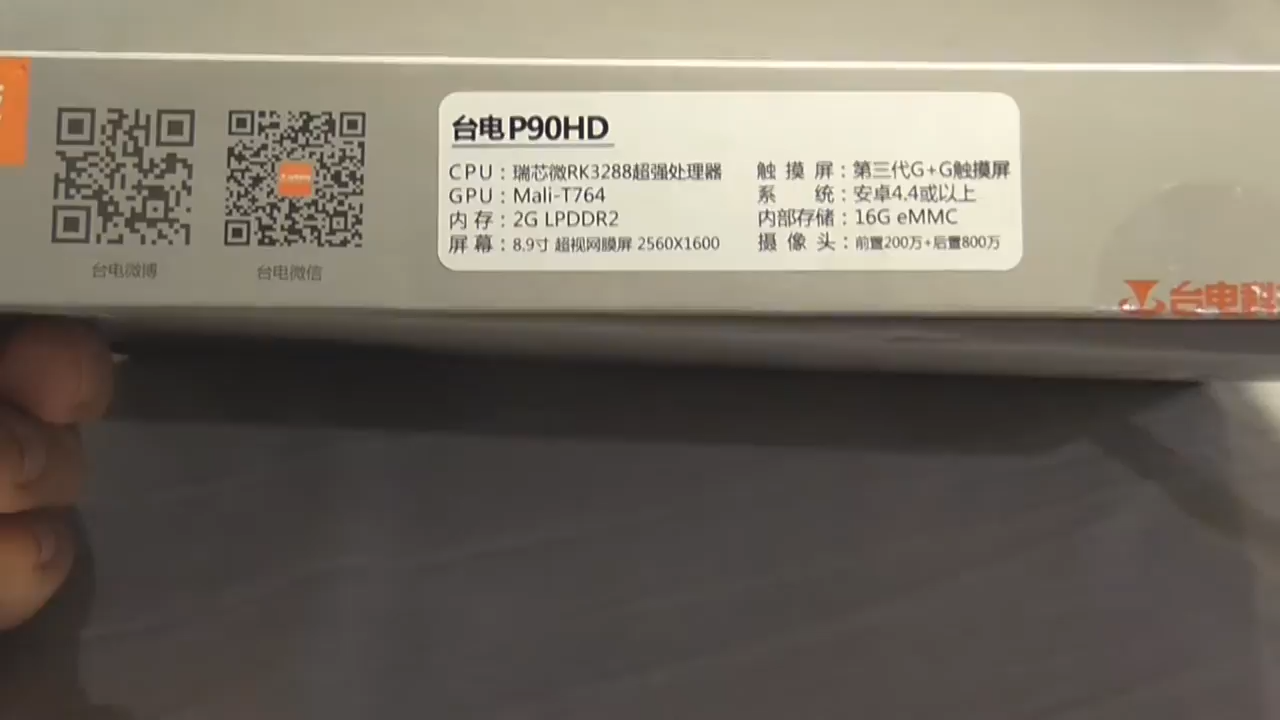 台电P90HD
CPU：瑞芯微RK3288超强处理器
GPU：Mali-T764
内存：2G LPDDR2
屏幕：8.9寸 超视网膜屏 2560X1600
触摸屏：第三代G+G触摸屏
系统：安卓4.4或以上
内部存储：16G eMMC
摄像头：前置200万+后置800万
台电微博
台电微信
台电科